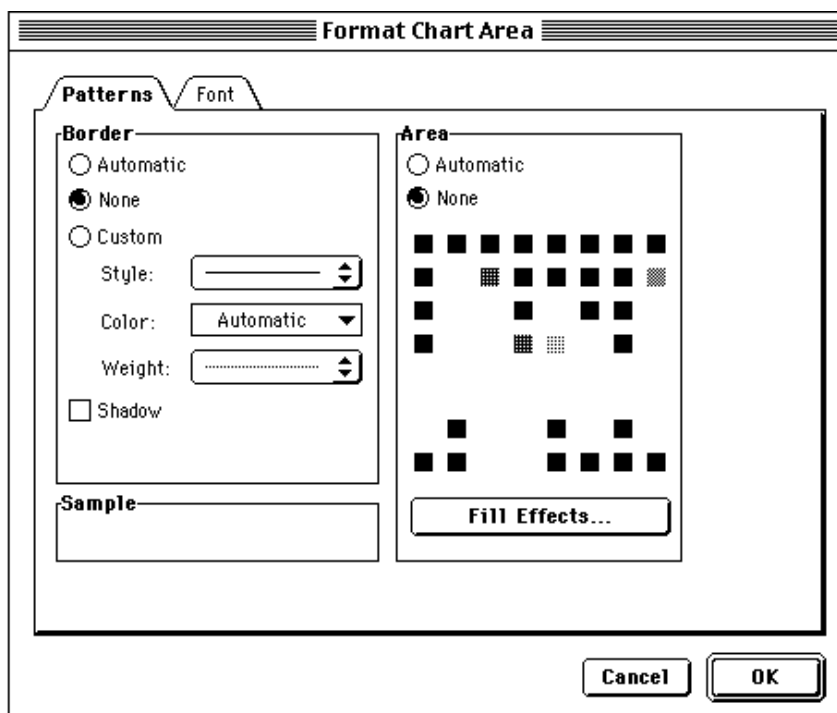 Format Chart Area
Patterns
Font
Border
Automatic
None
Custom
Style:
Color: Automatic
Weight:
Shadow
Sample
Area
Automatic
None
Fill Effects...
Cancel
OK